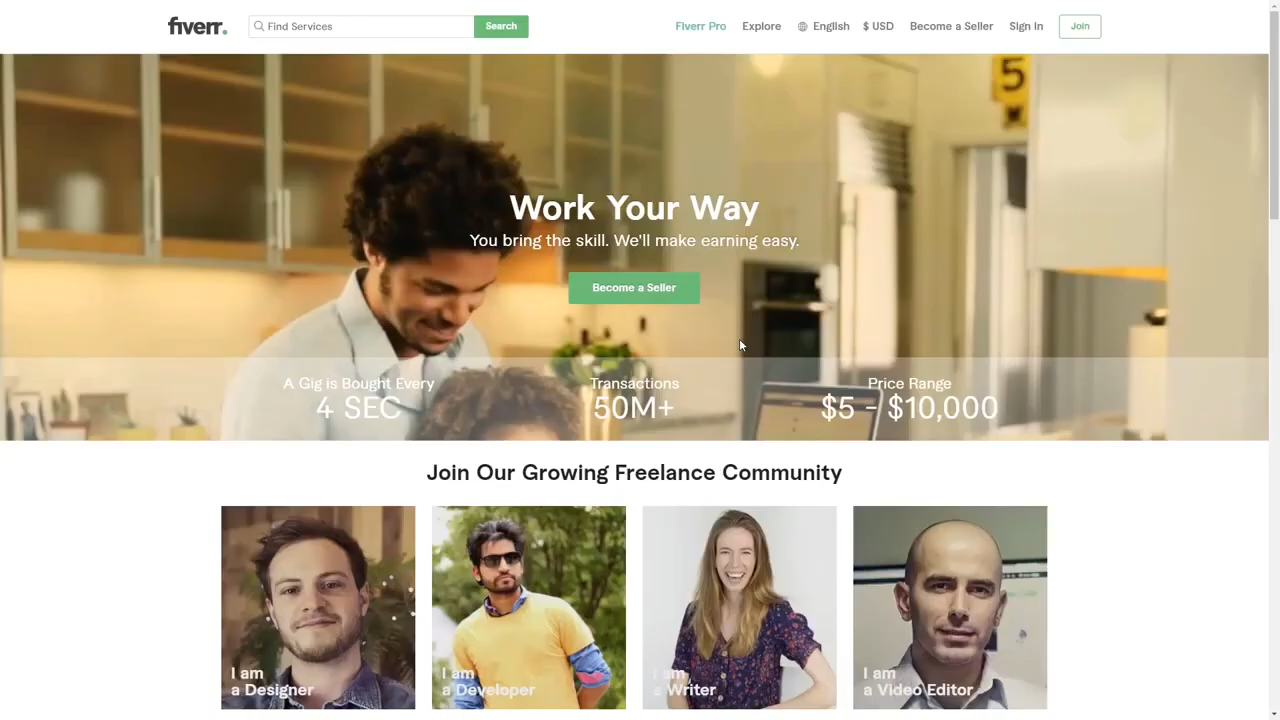 fiverr.
Find Services
Search
Fiverr Pro
Explore
English
$ USD
Become a Seller
Sign In
Join
5
Work Your Way
You bring the skill. We'll make earning easy.
Become a Seller
A Gig is Bought Every
4 SEC
Transactions
50M+
Price Range
$5 - $10,000
Join Our Growing Freelance Community
I am
a Designer
I am
a Developer
I am
a Writer
I am
a Video Editor